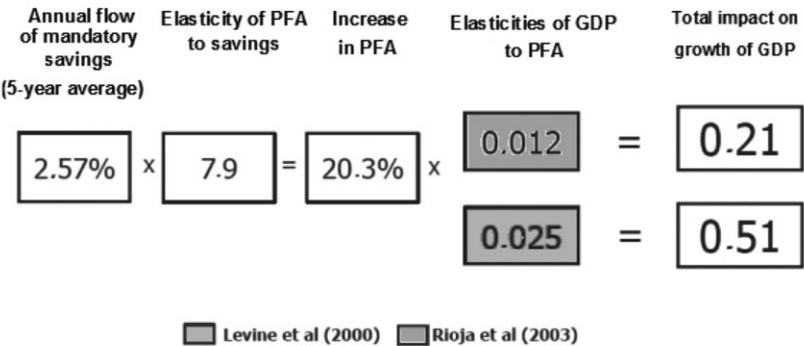 Annual flow
of mandatory
savings
(5-year average)
Elasticity of PFA
to savings
Increase
in PFA
Elasticities of GDP
to PFA
Total impact on
growth of GDP
2.57% x 7.9 = 20.3% x
0.012 = 0.21
0.025 = 0.51
Levine et al (2000) Rioja et al (2003)